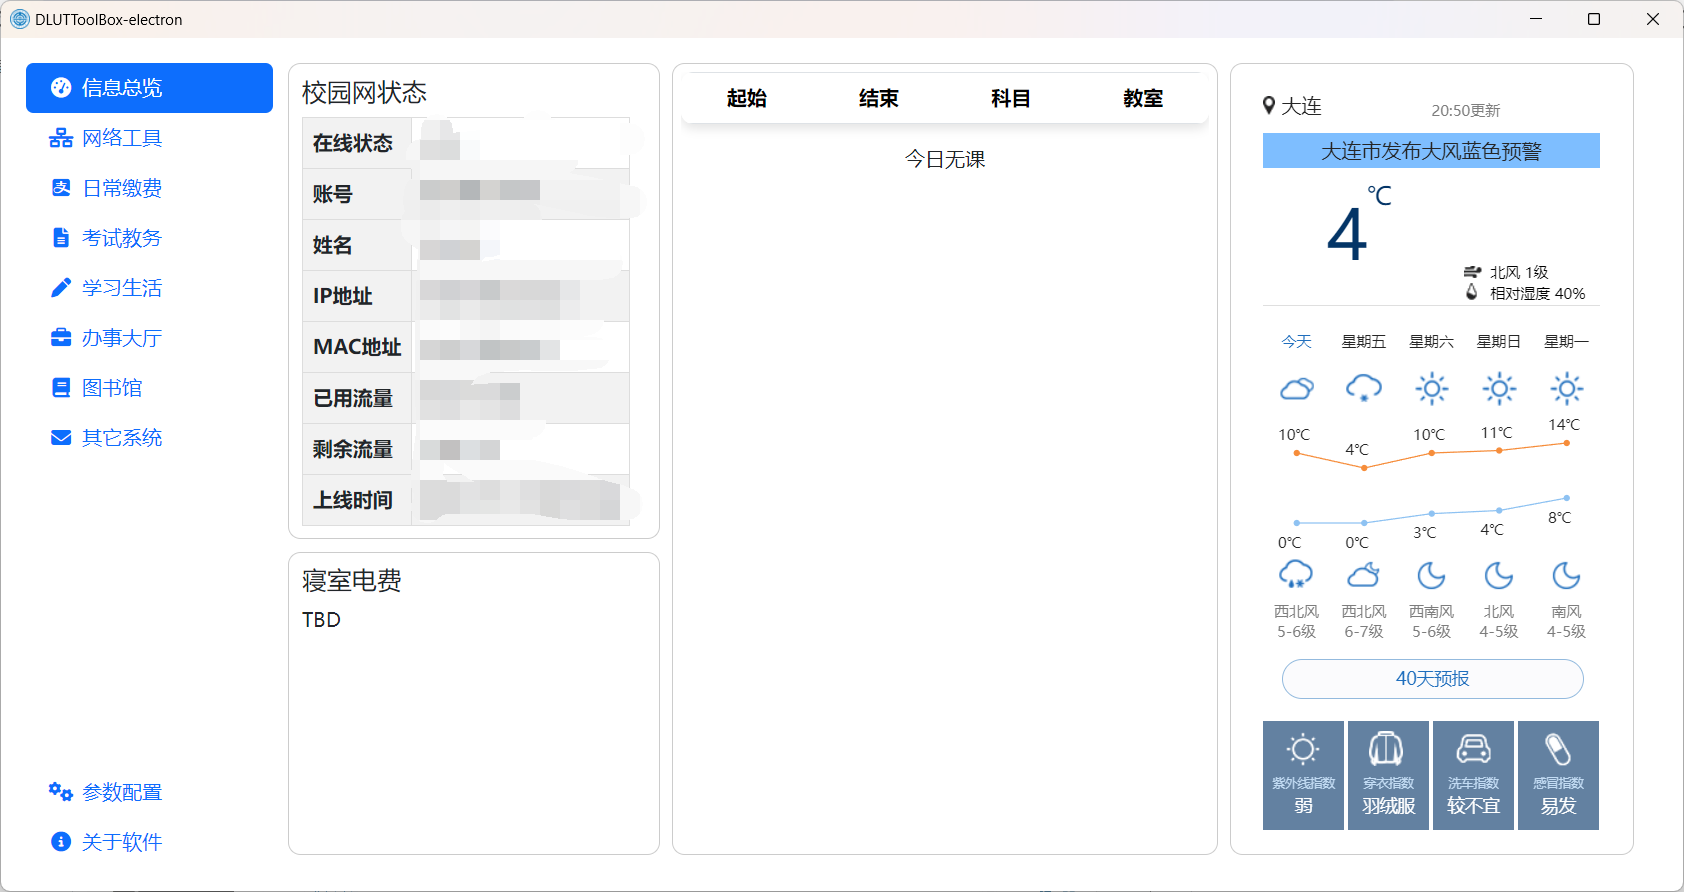 DLUTToolBox-electron
信息总览
网络工具
日常缴费
考试教务
学习生活
办事大厅
图书馆
其它系统
参数配置
关于软件
校园网状态
在线状态
账号
姓名
IP地址
MAC地址
已用流量
剩余流量
上线时间
寝室电费
TBD
起始 结束 科目 教室
今日无课
大连 20:50更新
大连市发布大风蓝色预警
4℃
北风 1级
相对湿度 40%
今天 星期五 星期六 星期日 星期一
10℃ 4℃ 10℃ 11℃ 14℃
0℃ 0℃ 3℃ 4℃ 8℃
西北风 西北风 西南风 北风 南风
5-6级 6-7级 5-6级 4-5级 4-5级
40天预报
紫外线指数 穿衣指数 洗车指数 感冒指数
弱 羽绒服 较不宜 易发